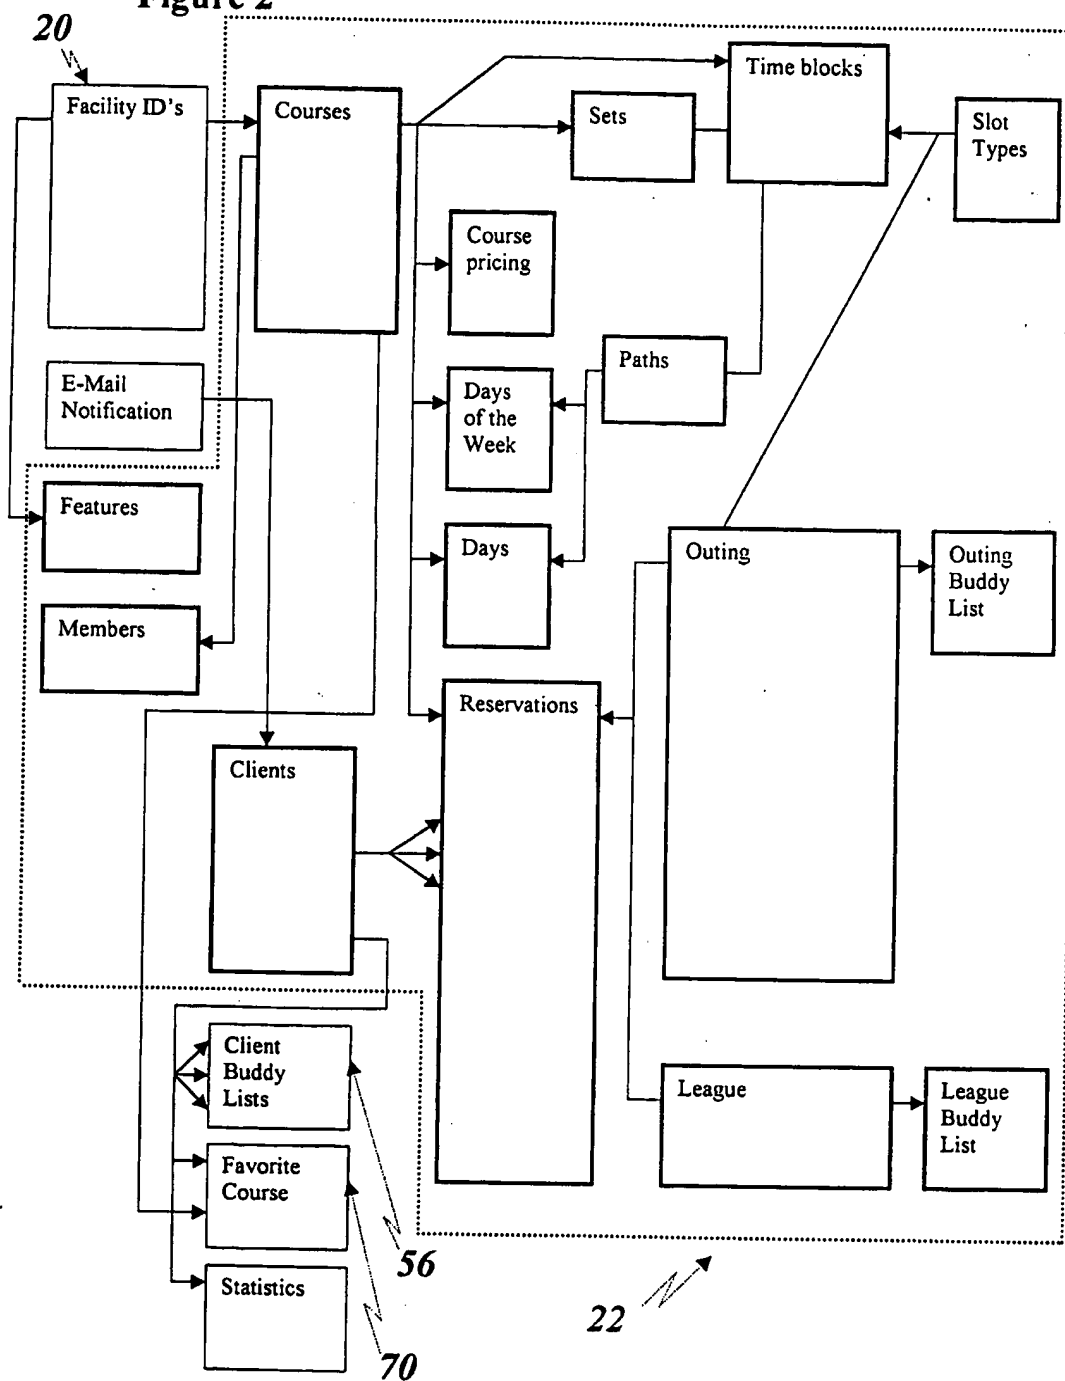 Figure 2
20
Facility ID's
Courses
Time blocks
Sets
Slot
Types
Course
pricing
Paths
E-Mail
Notification
Days
of the
Week
Features
Days
Outing
Outing
Buddy
List
Members
Reservations
Clients
Client
Buddy
Lists
League
League
Buddy
List
Favorite
Course
56
Statistics
22
70